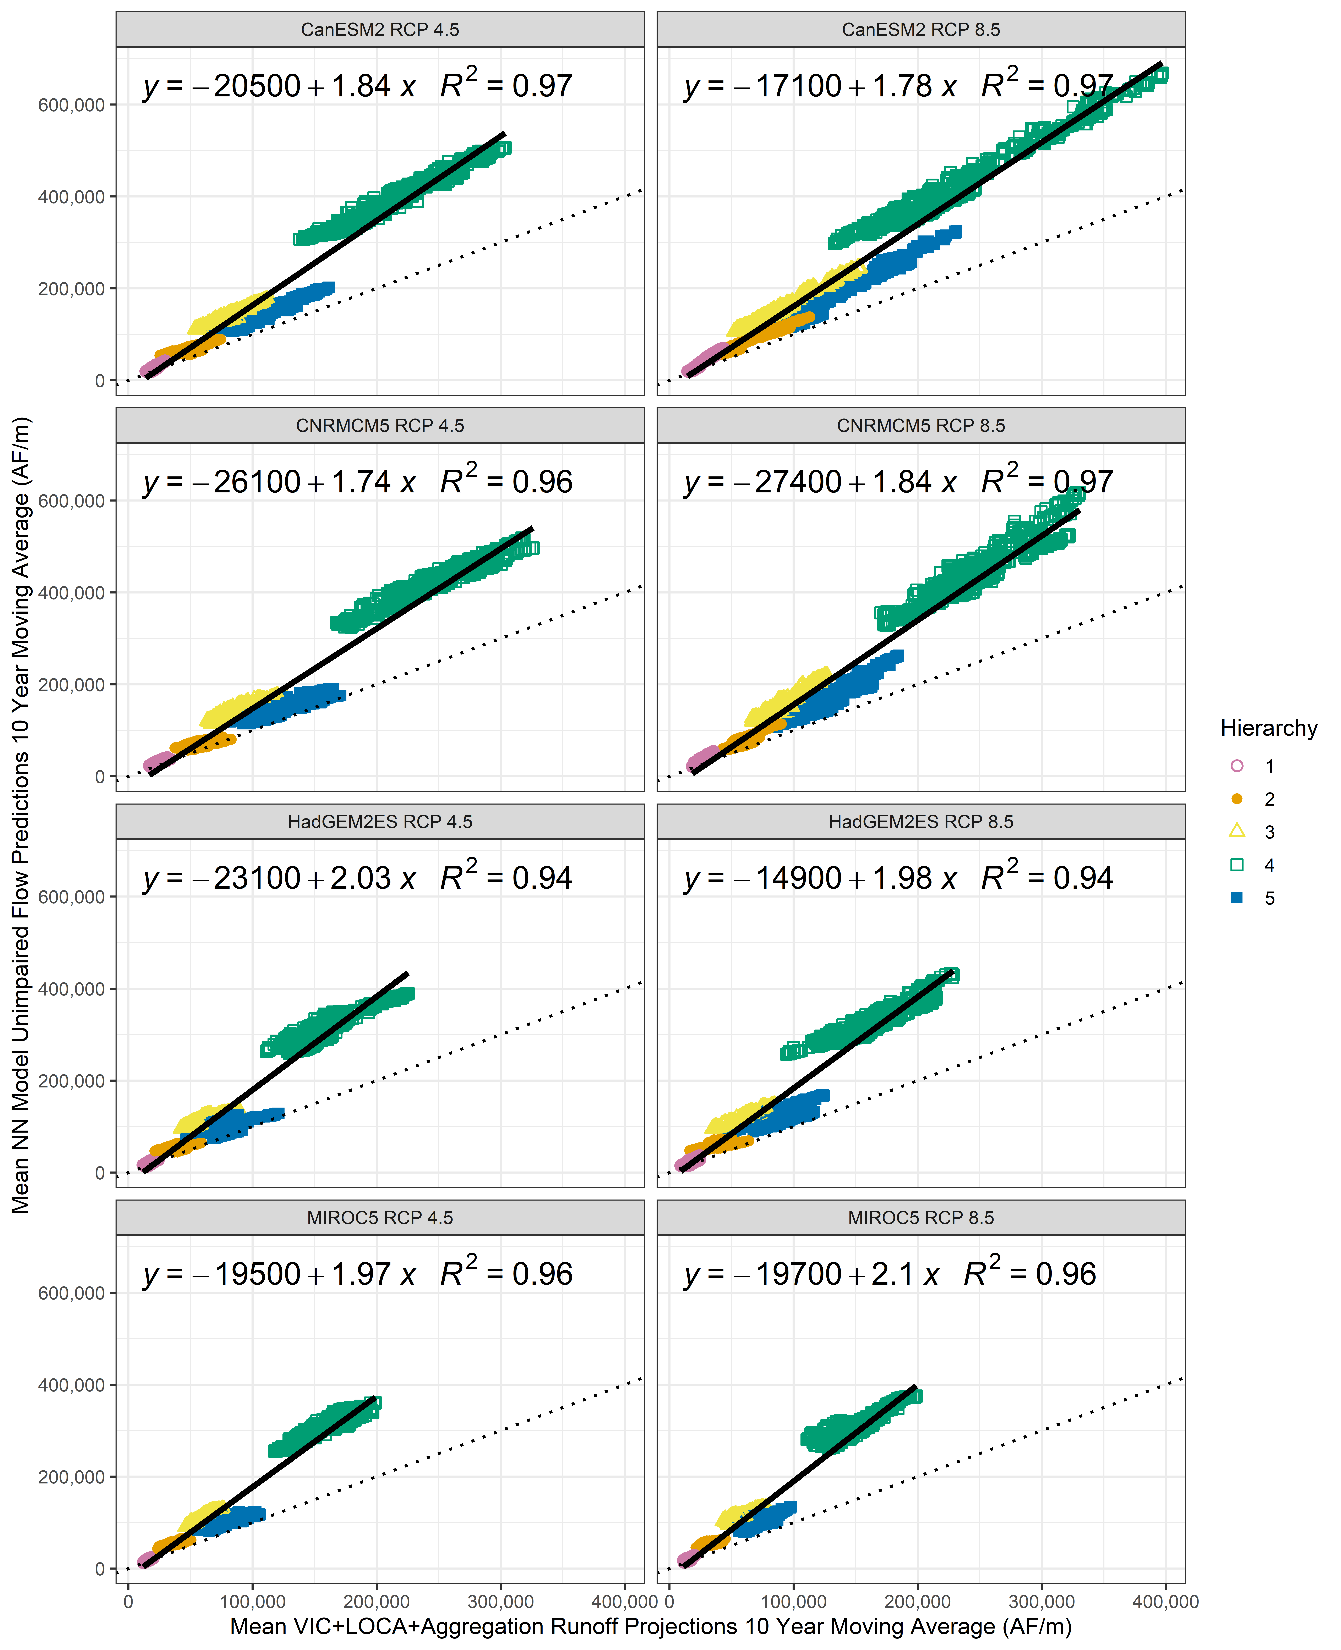 CanESM2 RCP 4.5
CanESM2 RCP 8.5
y = −20500 + 1.84 x R² = 0.97
y = −17100 + 1.78 x R² = 0.97
600,000
400,000
200,000
0
CNRMCM5 RCP 4.5
CNRMCM5 RCP 8.5
y = −26100 + 1.74 x R² = 0.96
y = −27400 + 1.84 x R² = 0.97
600,000
400,000
200,000
0
HadGEM2ES RCP 4.5
HadGEM2ES RCP 8.5
y = −23100 + 2.03 x R² = 0.94
y = −14900 + 1.98 x R² = 0.94
600,000
400,000
200,000
0
MIROC5 RCP 4.5
MIROC5 RCP 8.5
y = −19500 + 1.97 x R² = 0.96
y = −19700 + 2.1 x R² = 0.96
600,000
400,000
200,000
0
0 100,000 200,000 300,000 400,000
0 100,000 200,000 300,000 400,000
Mean VIC+LOCA+Aggregation Runoff Projections 10 Year Moving Average (AF/m)
Mean NN Model Unimpaired Flow Predictions 10 Year Moving Average (AF/m)
Hierarchy
1
2
3
4
5